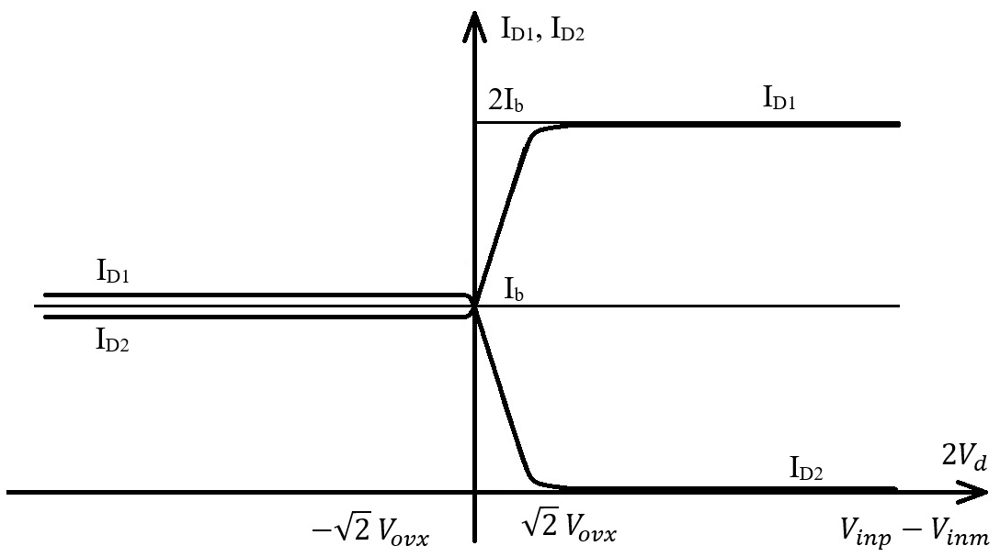 I_D1, I_D2
2I_b
I_D1
I_D1
I_b
I_D2
2V_d
I_D2
−√2 V_ovx
√2 V_ovx
V_inp − V_inm